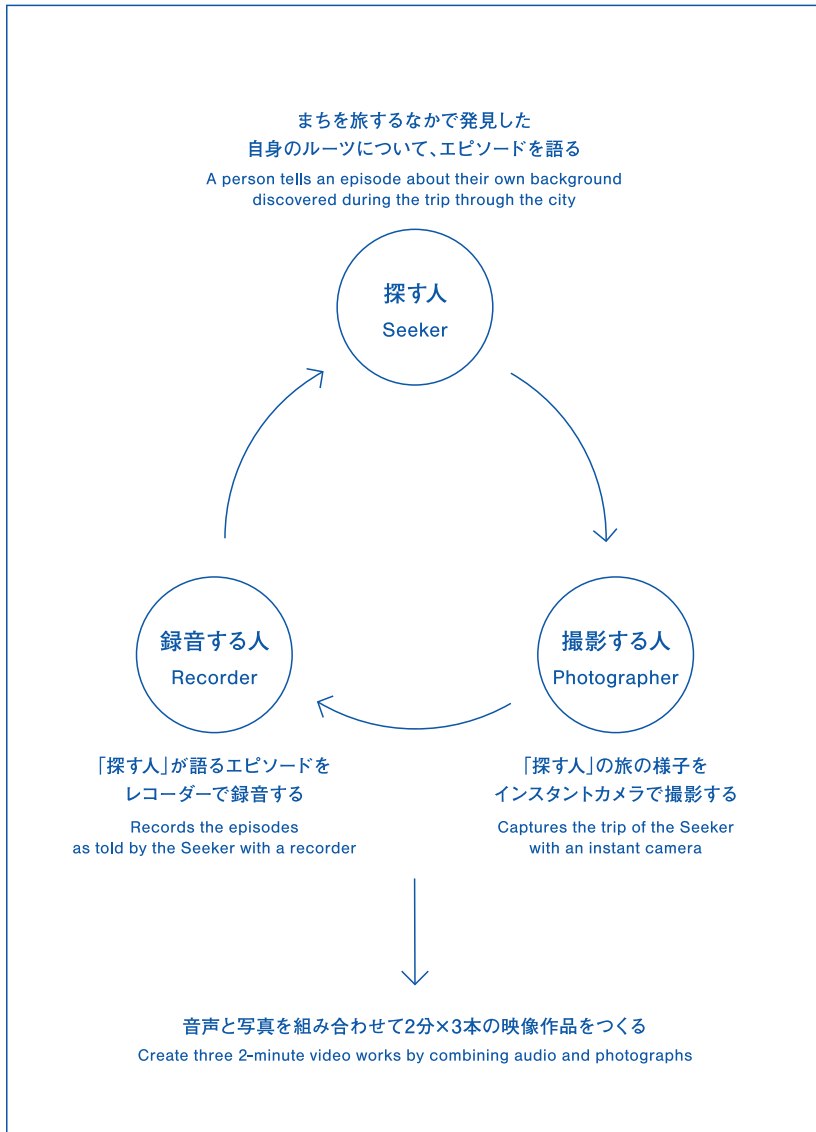 まちを旅するなかで発見した
自身のルーツについて、エピソードを語る
A person tells an episode about their own background
discovered during the trip through the city
探す人
Seeker
録音する人
Recorder
撮影する人
Photographer
「探す人」が語るエピソードを
レコーダーで録音する
Records the episodes
as told by the Seeker with a recorder
「探す人」の旅の様子を
インスタントカメラで撮影する
Captures the trip of the Seeker
with an instant camera
音声と写真を組み合わせて2分×3本の映像作品をつくる
Create three 2-minute video works by combining audio and photographs